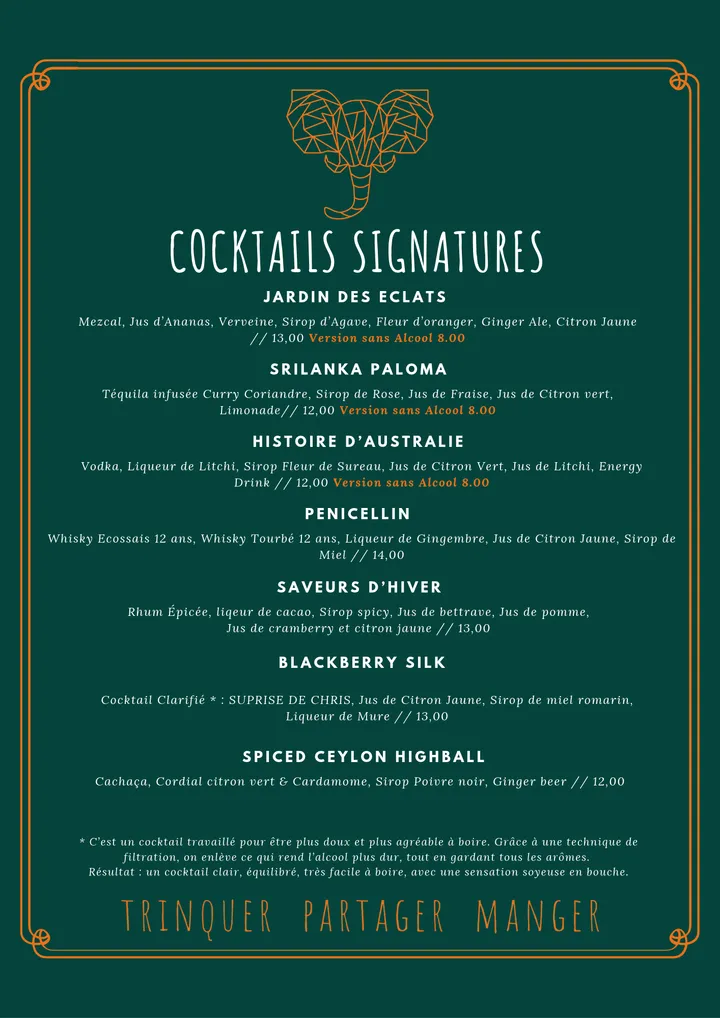 COCKTAILS SIGNATURES
JARDIN DES ECLATS
Mezcal, Jus d'Ananas, Verveine, Sirop d'Agave, Fleur d'oranger, Ginger Ale, Citron Jaune
// 13,00 Version sans Alcool 8.00
SRILANKA PALOMA
Téquila infusée Curry Coriandre, Sirop de Rose, Jus de Fraise, Jus de Citron vert,
Limonade// 12,00 Version sans Alcool 8.00
HISTOIRE D'AUSTRALIE
Vodka, Liqueur de Litchi, Sirop Fleur de Sureau, Jus de Citron Vert, Jus de Litchi, Energy
Drink // 12,00 Version sans Alcool 8.00
PENICELLIN
Whisky Ecossais 12 ans, Whisky Tourbé 12 ans, Liqueur de Gingembre, Jus de Citron Jaune, Sirop de
Miel // 14,00
SAVEURS D'HIVER
Rhum Épicée, liqeur de cacao, Sirop spicy, Jus de bettrave, Jus de pomme,
Jus de cramberry et citron jaune // 13,00
BLACKBERRY SILK
Cocktail Clarifié * : SUPRISE DE CHRIS, Jus de Citron Jaune, Sirop de miel romarin,
Liqueur de Mure // 13,00
SPICED CEYLON HIGHBALL
Cachaça, Cordial citron vert & Cardamome, Sirop Poivre noir, Ginger beer // 12,00
* C'est un cocktail travaillé pour être plus doux et plus agréable à boire. Grâce à une technique de
filtration, on enlève ce qui rend l'alcool plus dur, tout en gardant tous les arômes.
Résultat : un cocktail clair, équilibré, très facile à boire, avec une sensation soyeuse en bouche.
TRINQUER PARTAGER MANGER